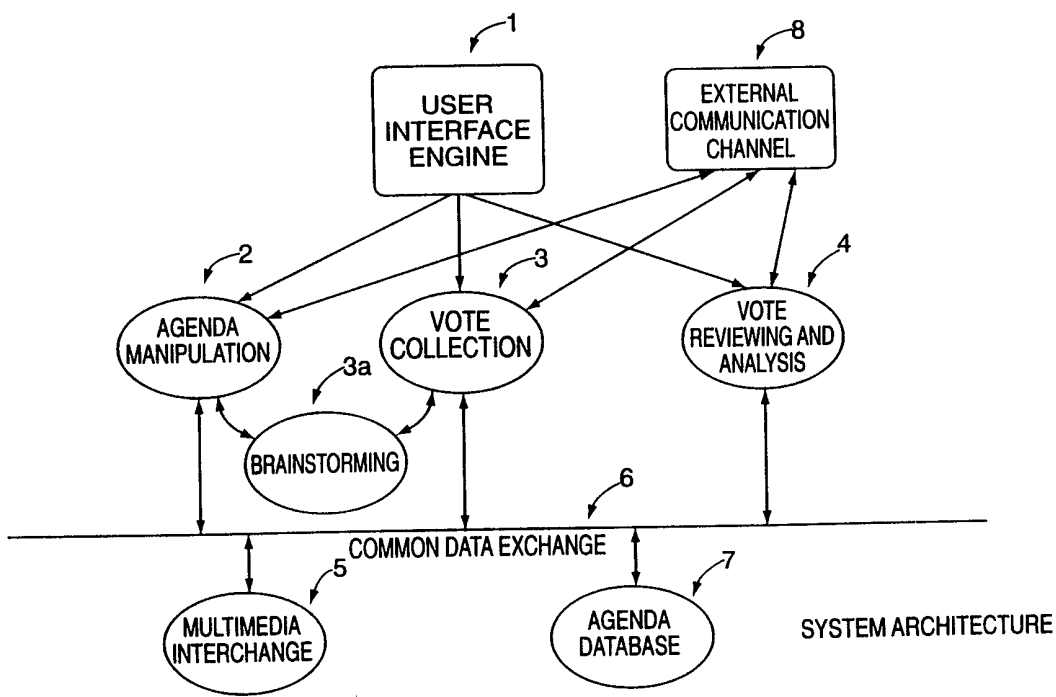 1
8
USER
INTERFACE
ENGINE
EXTERNAL
COMMUNICATION
CHANNEL
2
3
4
AGENDA
MANIPULATION
VOTE
COLLECTION
VOTE
REVIEWING AND
ANALYSIS
3a
BRAINSTORMING
6
COMMON DATA EXCHANGE
5
7
MULTIMEDIA
INTERCHANGE
AGENDA
DATABASE
SYSTEM ARCHITECTURE